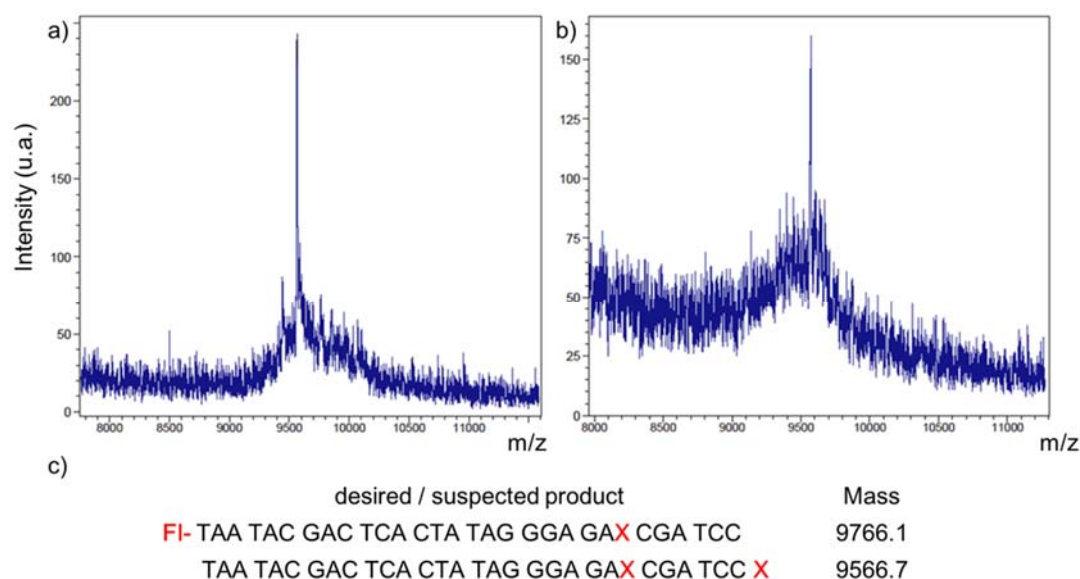 a)
b)
Intensity (u.a.)
200
150
100
50
0
8000 8500 9000 9500 10000 10500 11000
m/z
150
125
100
75
50
25
0
8000 8500 9000 9500 10000 10500 11000
m/z
c)
desired / suspected product Mass
Fl- TAA TAC GAC TCA CTA TAG GGA GAX CGA TCC 9766.1
TAA TAC GAC TCA CTA TAG GGA GAX CGA TCC X 9566.7